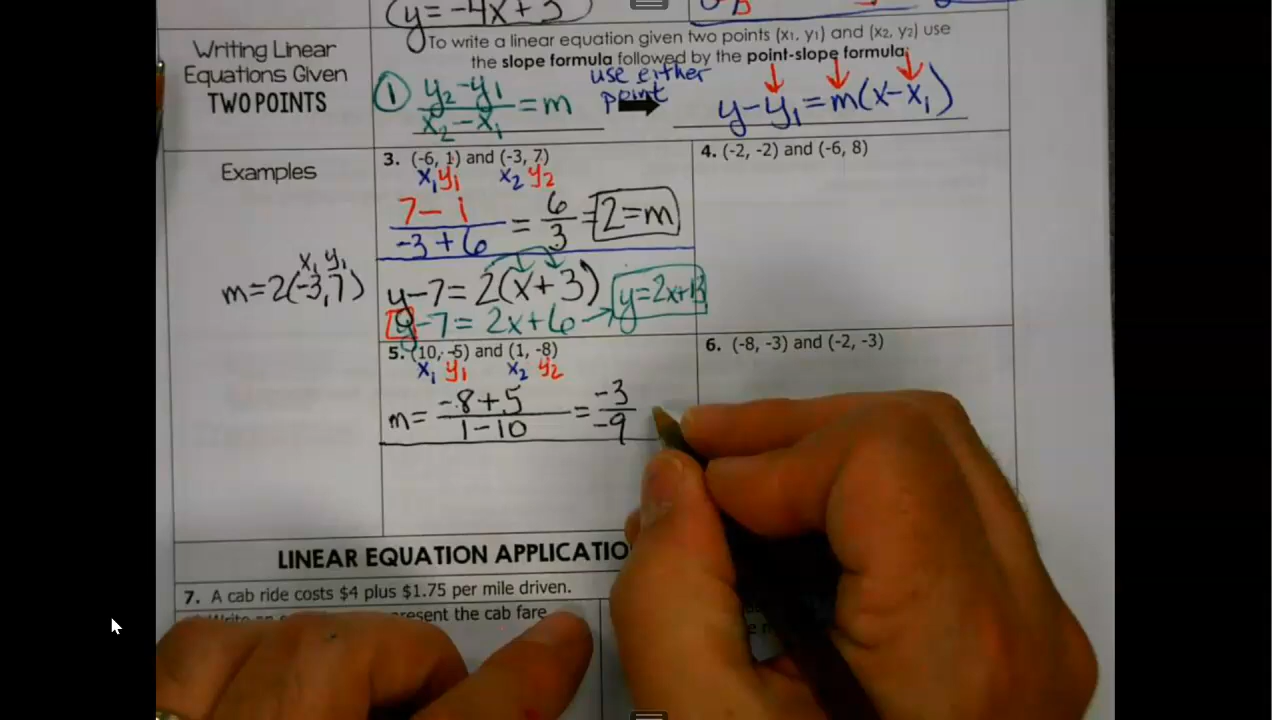 y = -4x + 3
Writing Linear
Equations Given
TWO POINTS
To write a linear equation given two points (x₁, y₁) and (x₂, y₂) use
the slope formula followed by the point-slope formula.
① y₂ - y₁ / x₂ - x₁ = m
use either
point
y - y₁ = m(x - x₁)
Examples
3. (-6, 1) and (-3, 7)
x₁ y₁ x₂ y₂
7 - 1 / -3 + 6 = 6/3 = 2 = m
x₁ y₁
m = 2 (-3, 7)
y - 7 = 2(x + 3)
y - 7 = 2x + 6 → y = 2x + 13
4. (-2, -2) and (-6, 8)
5. (10, -5) and (1, -8)
x₁ y₁ x₂ y₂
m = -8 + 5 / 1 - 10 = -3 / -9
6. (-8, -3) and (-2, -3)
LINEAR EQUATION APPLICATIO
7. A cab ride costs $4 plus $1.75 per mile driven.
the cab fare